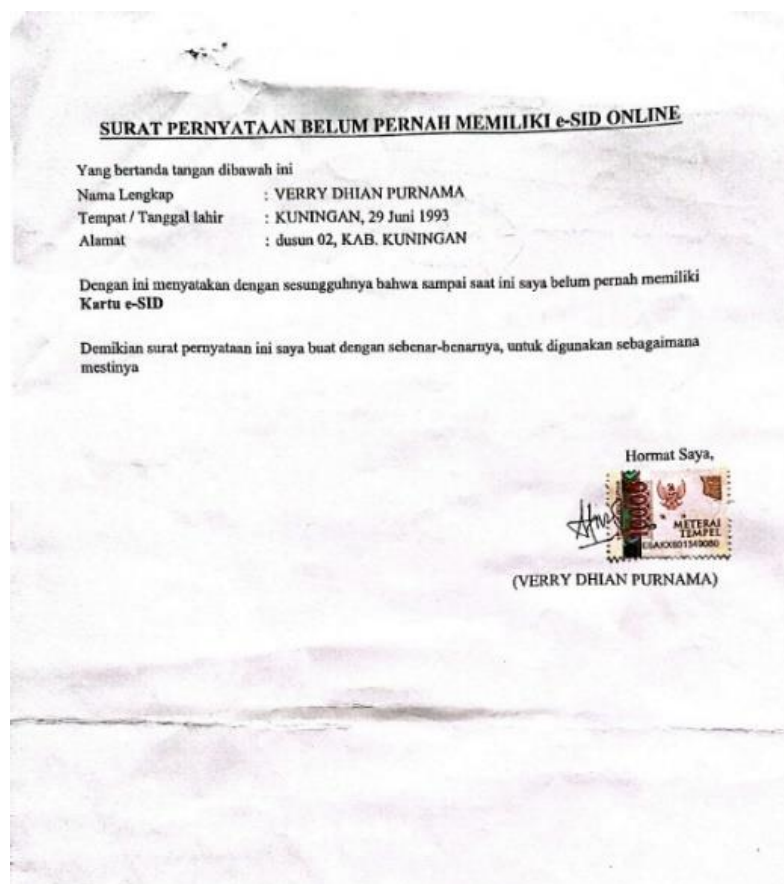 SURAT PERNYATAAN BELUM PERNAH MEMILIKI e-SID ONLINE
Yang bertanda tangan dibawah ini
Nama Lengkap : VERRY DHIAN PURNAMA
Tempat / Tanggal lahir : KUNINGAN, 29 Juni 1993
Alamat : dusun 02, KAB. KUNINGAN
Dengan ini menyatakan dengan sesungguhnya bahwa sampai saat ini saya belum pernah memiliki
Kartu e-SID
Demikian surat pernyataan ini saya buat dengan sebenar-benarnya, untuk digunakan sebagaimana
mestinya
Hormat Saya,
10000
METERAI
TEMPEL
(VERRY DHIAN PURNAMA)